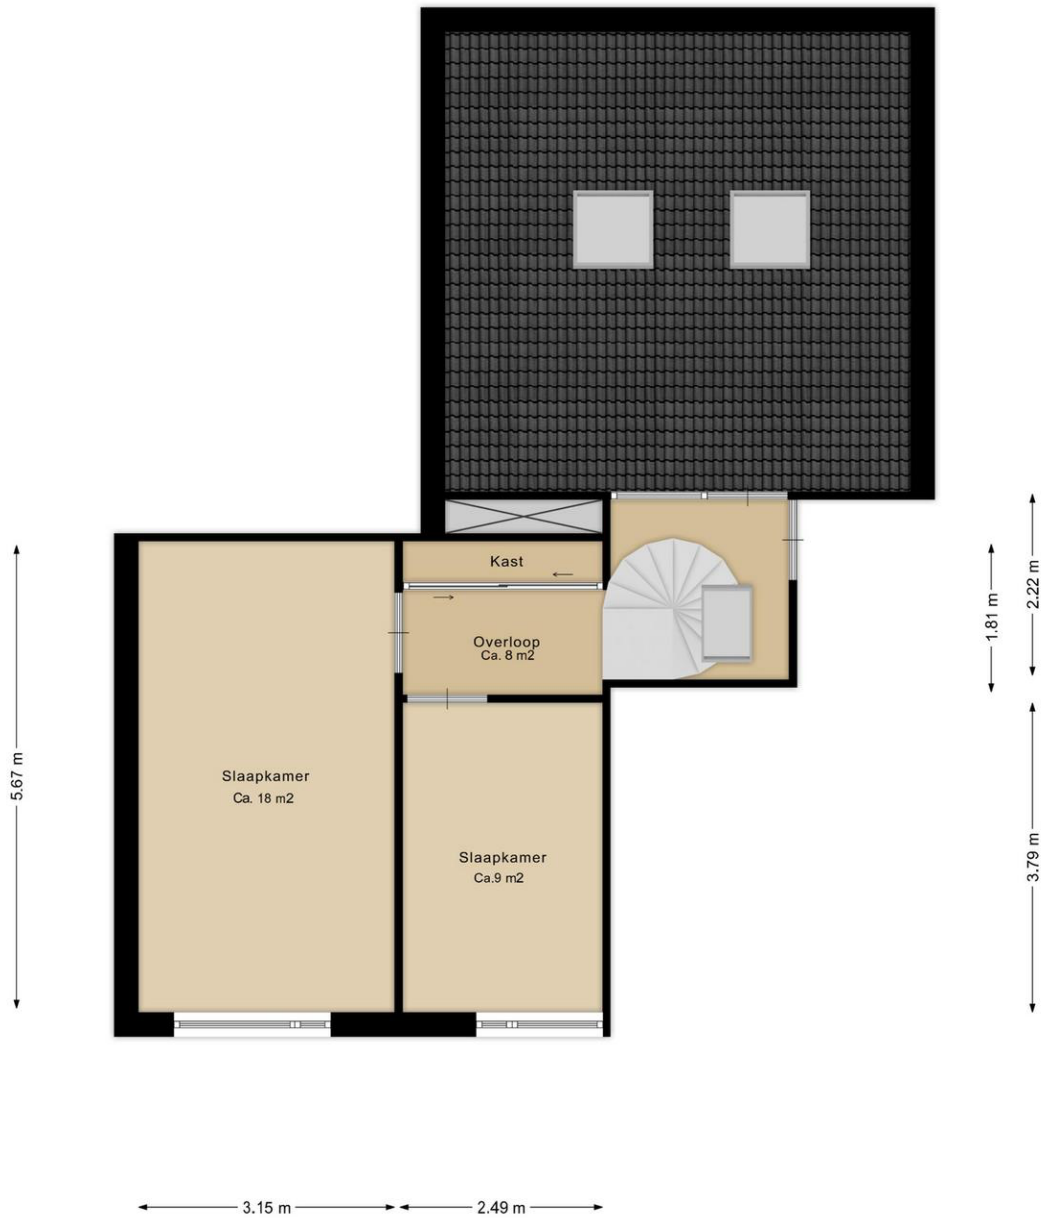 Kast
2.22 m
1.81 m
Overloop
Ca. 8 m2
5.67 m
Slaapkamer
Ca. 18 m2
3.79 m
Slaapkamer
Ca.9 m2
3.15 m
2.49 m